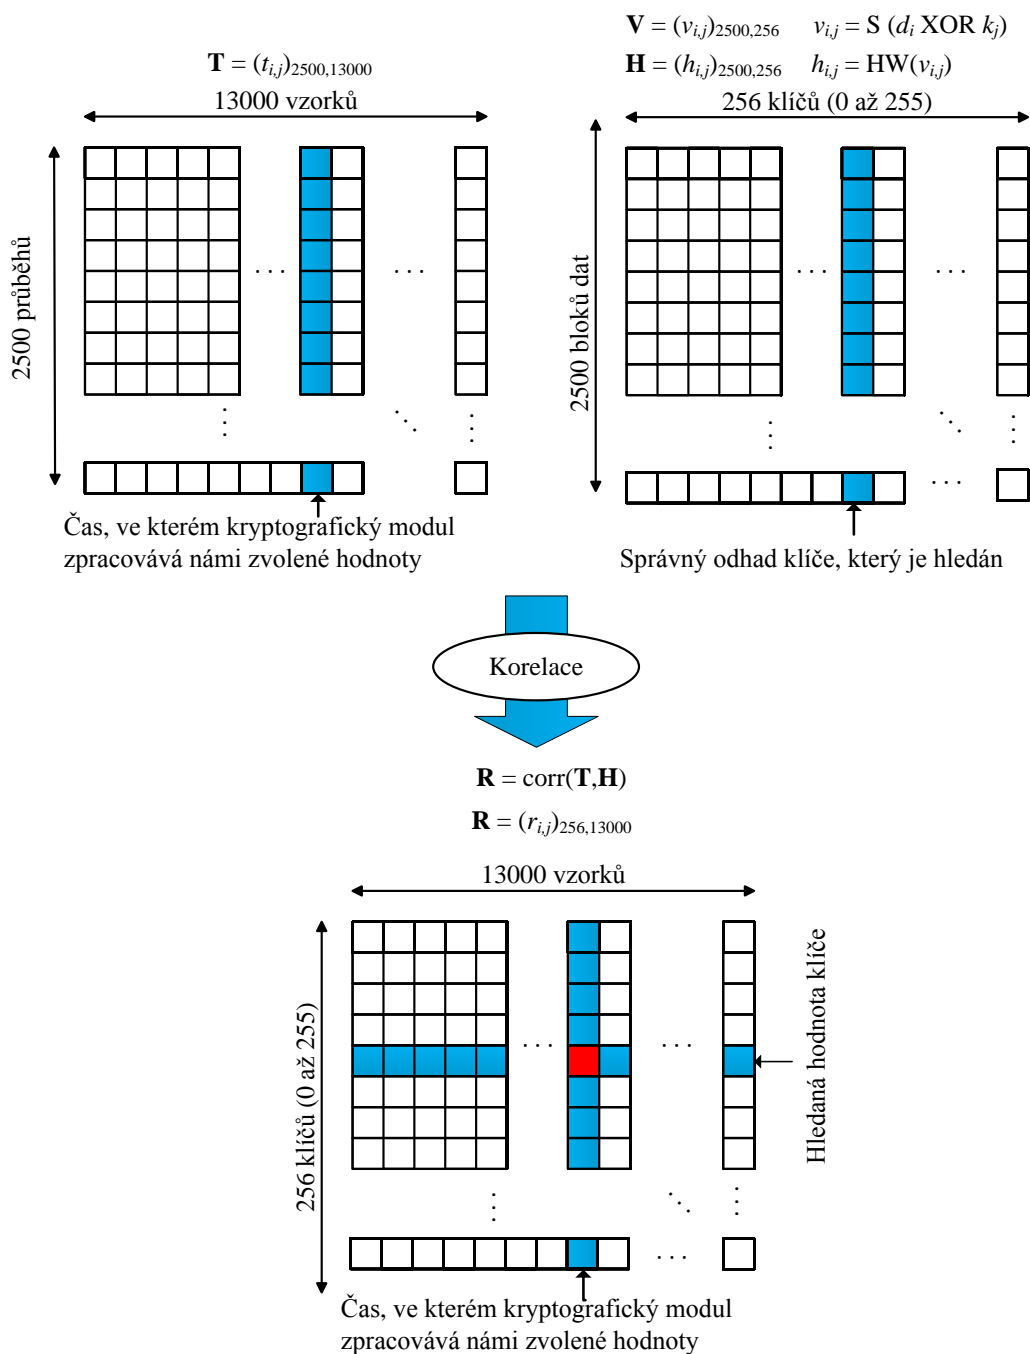 T = (t_{i,j})_{2500,13000}
13000 vzorků
2500 průběhů
. . .
. . .
Čas, ve kterém kryptografický modul
zpracovává námi zvolené hodnoty
V = (v_{i,j})_{2500,256} v_{i,j} = S (d_i XOR k_j)
H = (h_{i,j})_{2500,256} h_{i,j} = HW(v_{i,j})
256 klíčů (0 až 255)
2500 bloků dat
. . .
. . .
. . .
Správný odhad klíče, který je hledán
Korelace
R = corr(T,H)
R = (r_{i,j})_{256,13000}
13000 vzorků
256 klíčů (0 až 255)
. . .
. . .
. . .
Hledaná hodnota klíče
Čas, ve kterém kryptografický modul
zpracovává námi zvolené hodnoty